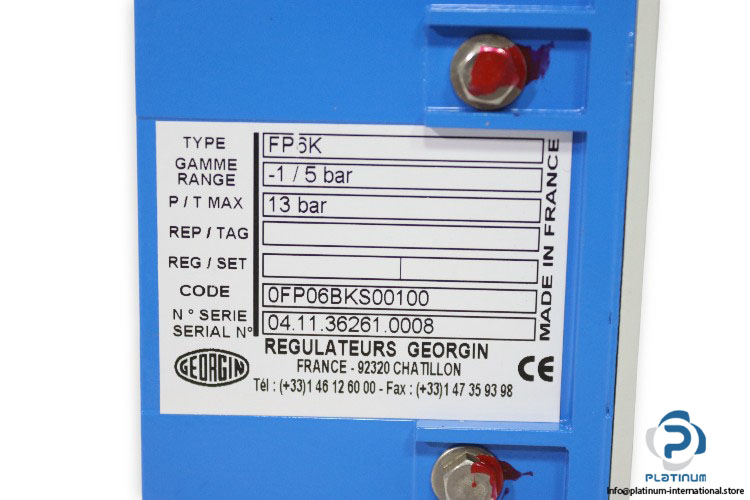 TYPE FP6K
GAMME
RANGE -1 / 5 bar
P / T MAX 13 bar
REP / TAG
REG / SET
CODE 0FP06BKS00100
N° SERIE
SERIAL N° 04.11.36261.0008
MADE IN FRANCE
REGULATEURS GEORGIN
GEORGIN
FRANCE - 92320 CHATILLON
CE
Tél : (+33)1 46 12 60 00 - Fax : (+33)1 47 35 93 98
PLATINUM
Info@platinum-international.store